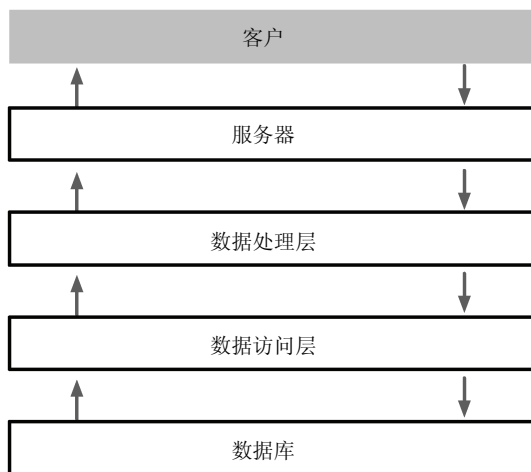 客户
服务器
数据处理层
数据访问层
数据库